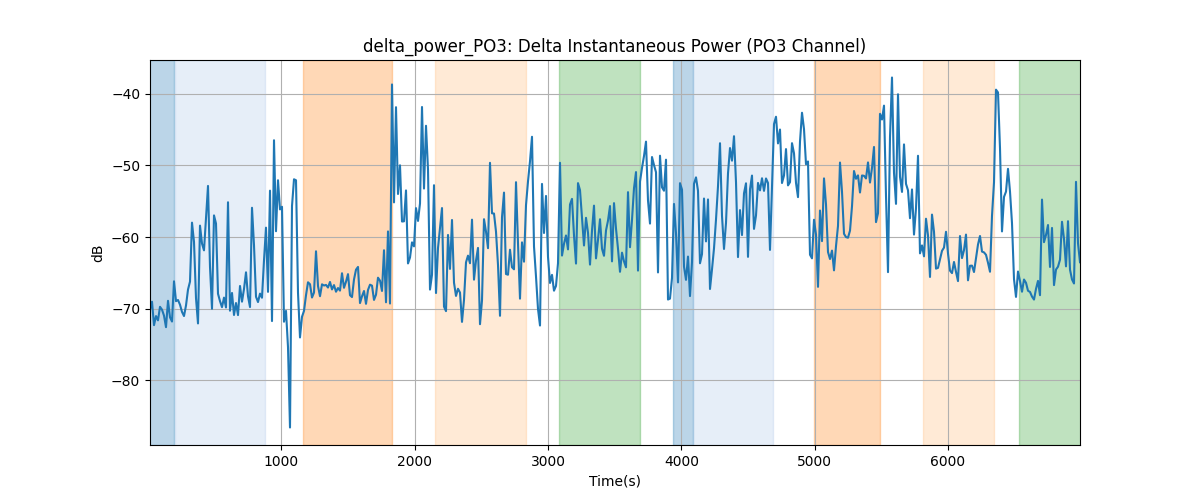 delta_power_PO3: Delta Instantaneous Power (PO3 Channel)
−40
−50
−60
−70
−80
dB
1000 2000 3000 4000 5000 6000
Time(s)